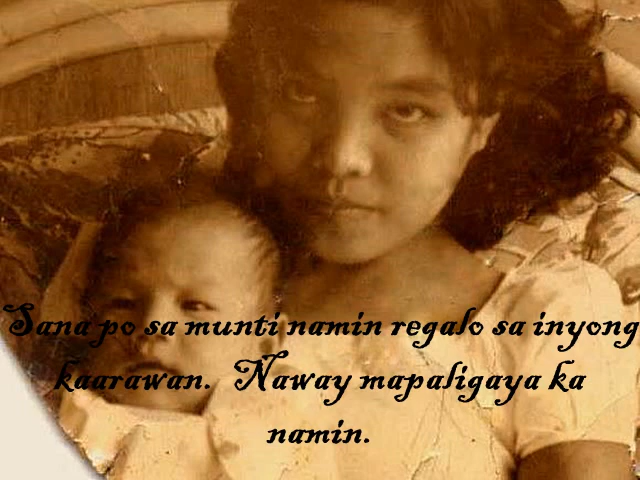 Sana po sa munti namin regalo sa inyong
kaarawan. Naway mapaligaya ka
namin.